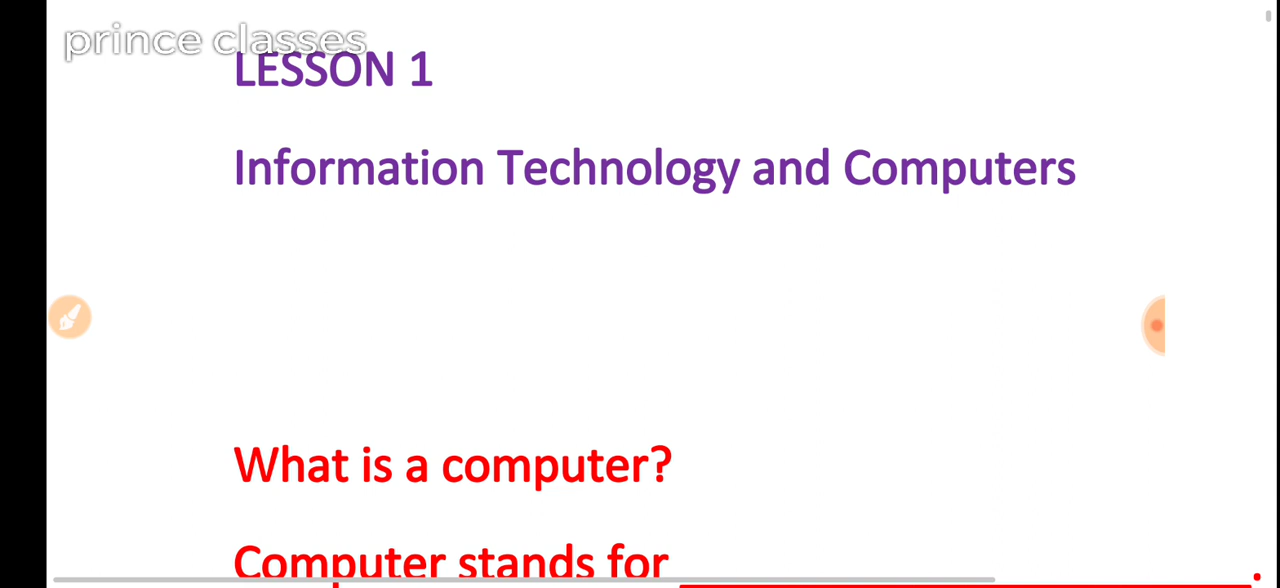 prince classes
LESSON 1
Information Technology and Computers
What is a computer?
Computer stands for